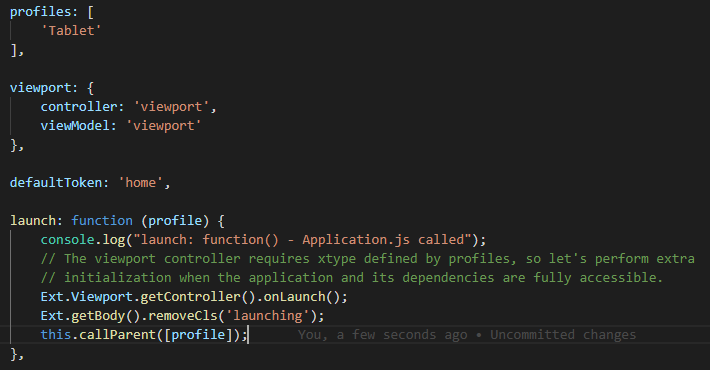 profiles: [
'Tablet'
],
viewport: {
controller: 'viewport',
viewModel: 'viewport'
},
defaultToken: 'home',
launch: function (profile) {
console.log("launch: function() - Application.js called");
// The viewport controller requires xtype defined by profiles, so let's perform extra
// initialization when the application and its dependencies are fully accessible.
Ext.Viewport.getController().onLaunch();
Ext.getBody().removeCls('launching');
this.callParent([profile]); You, a few seconds ago • Uncommitted changes
},